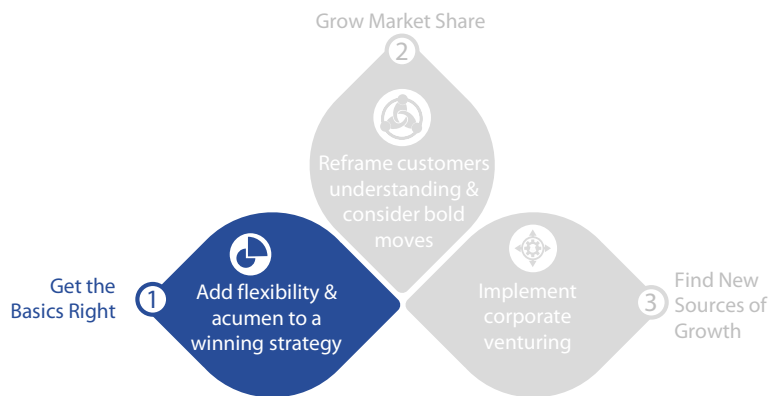 Grow Market Share
2
Reframe customers
understanding &
consider bold
moves
Get the
Basics Right
1
Add flexibility &
acumen to a
winning strategy
Implement
corporate
venturing
3
Find New
Sources of
Growth